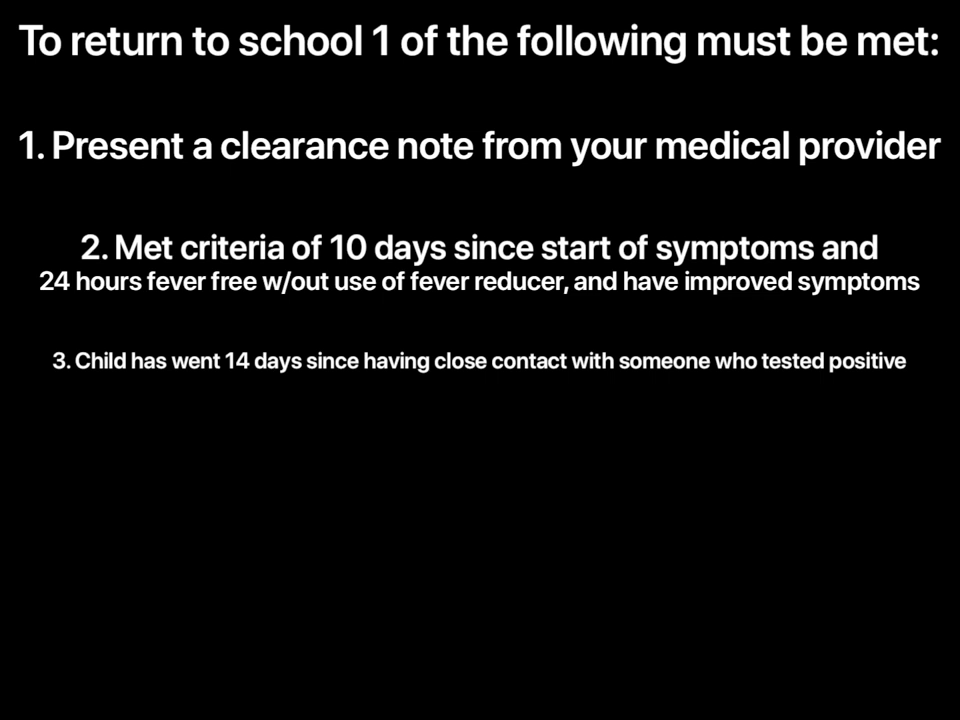 To return to school 1 of the following must be met:
1. Present a clearance note from your medical provider
2. Met criteria of 10 days since start of symptoms and
24 hours fever free w/out use of fever reducer, and have improved symptoms
3. Child has went 14 days since having close contact with someone who tested positive